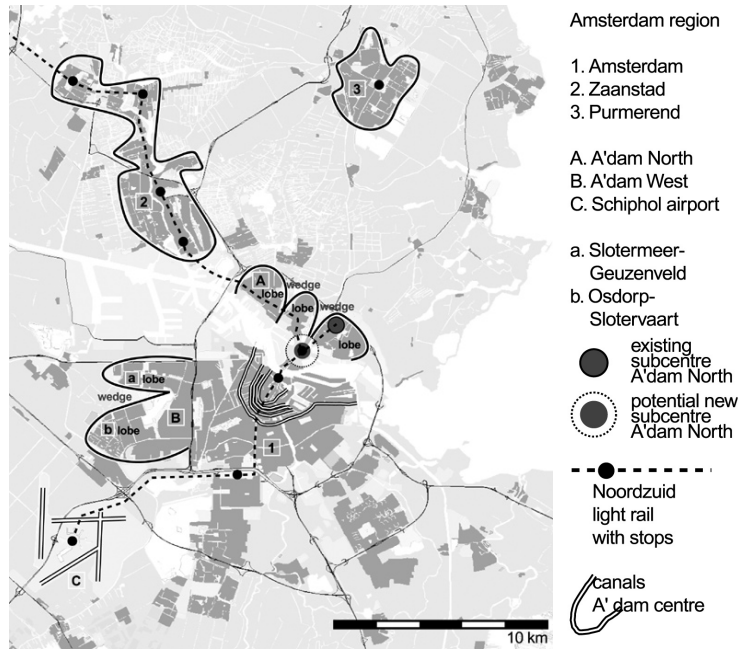 Amsterdam region
1. Amsterdam
2. Zaanstad
3. Purmerend
A. A'dam North
B. A'dam West
C. Schiphol airport
a. Slotermeer-
Geuzenveld
b. Osdorp-
Slotervaart
existing
subcentre
A'dam North
potential new
subcentre
A'dam North
Noordzuid
light rail
with stops
canals
A' dam centre
3
2
A
wedge
lobe
lobe
wedge
lobe
a lobe
wedge
B
b lobe
1
C
10 km